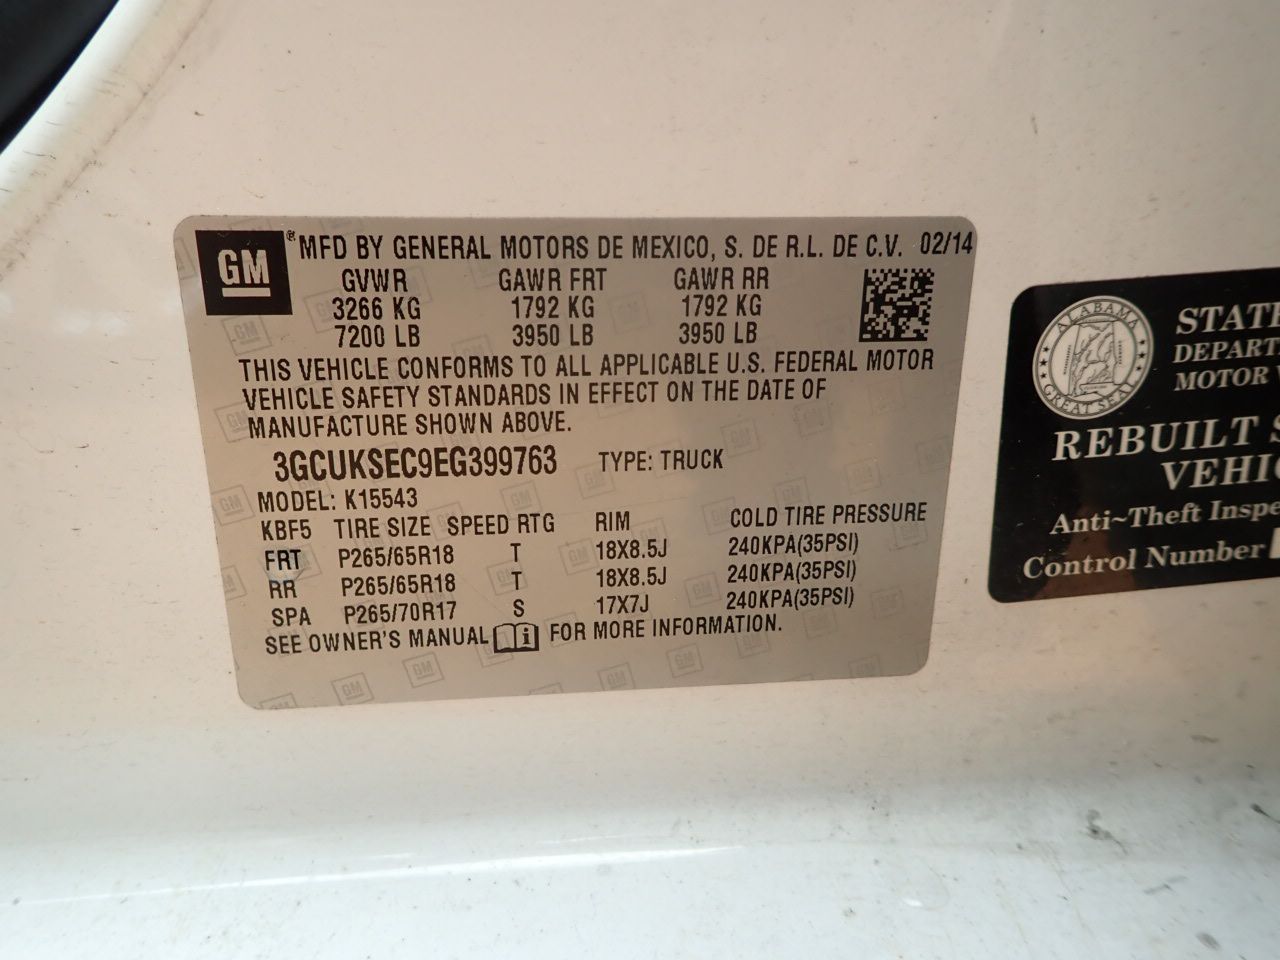 GM ® MFD BY GENERAL MOTORS DE MEXICO, S. DE R.L. DE C.V. 02/14
GVWR GAWR FRT GAWR RR
3266 KG 1792 KG 1792 KG
7200 LB 3950 LB 3950 LB
THIS VEHICLE CONFORMS TO ALL APPLICABLE U.S. FEDERAL MOTOR
VEHICLE SAFETY STANDARDS IN EFFECT ON THE DATE OF
MANUFACTURE SHOWN ABOVE.
3GCUKSEC9EG399763 TYPE: TRUCK
MODEL: K15543
KBF5 TIRE SIZE SPEED RTG RIM COLD TIRE PRESSURE
FRT P265/65R18 T 18X8.5J 240KPA(35PSI)
RR P265/65R18 T 18X8.5J 240KPA(35PSI)
SPA P265/70R17 S 17X7J 240KPA(35PSI)
SEE OWNER'S MANUAL i FOR MORE INFORMATION.
ALABAMA
GREAT SEAL
STATE
DEPART
MOTOR V
REBUILT S
VEHIC
Anti~Theft Inspe
Control Number